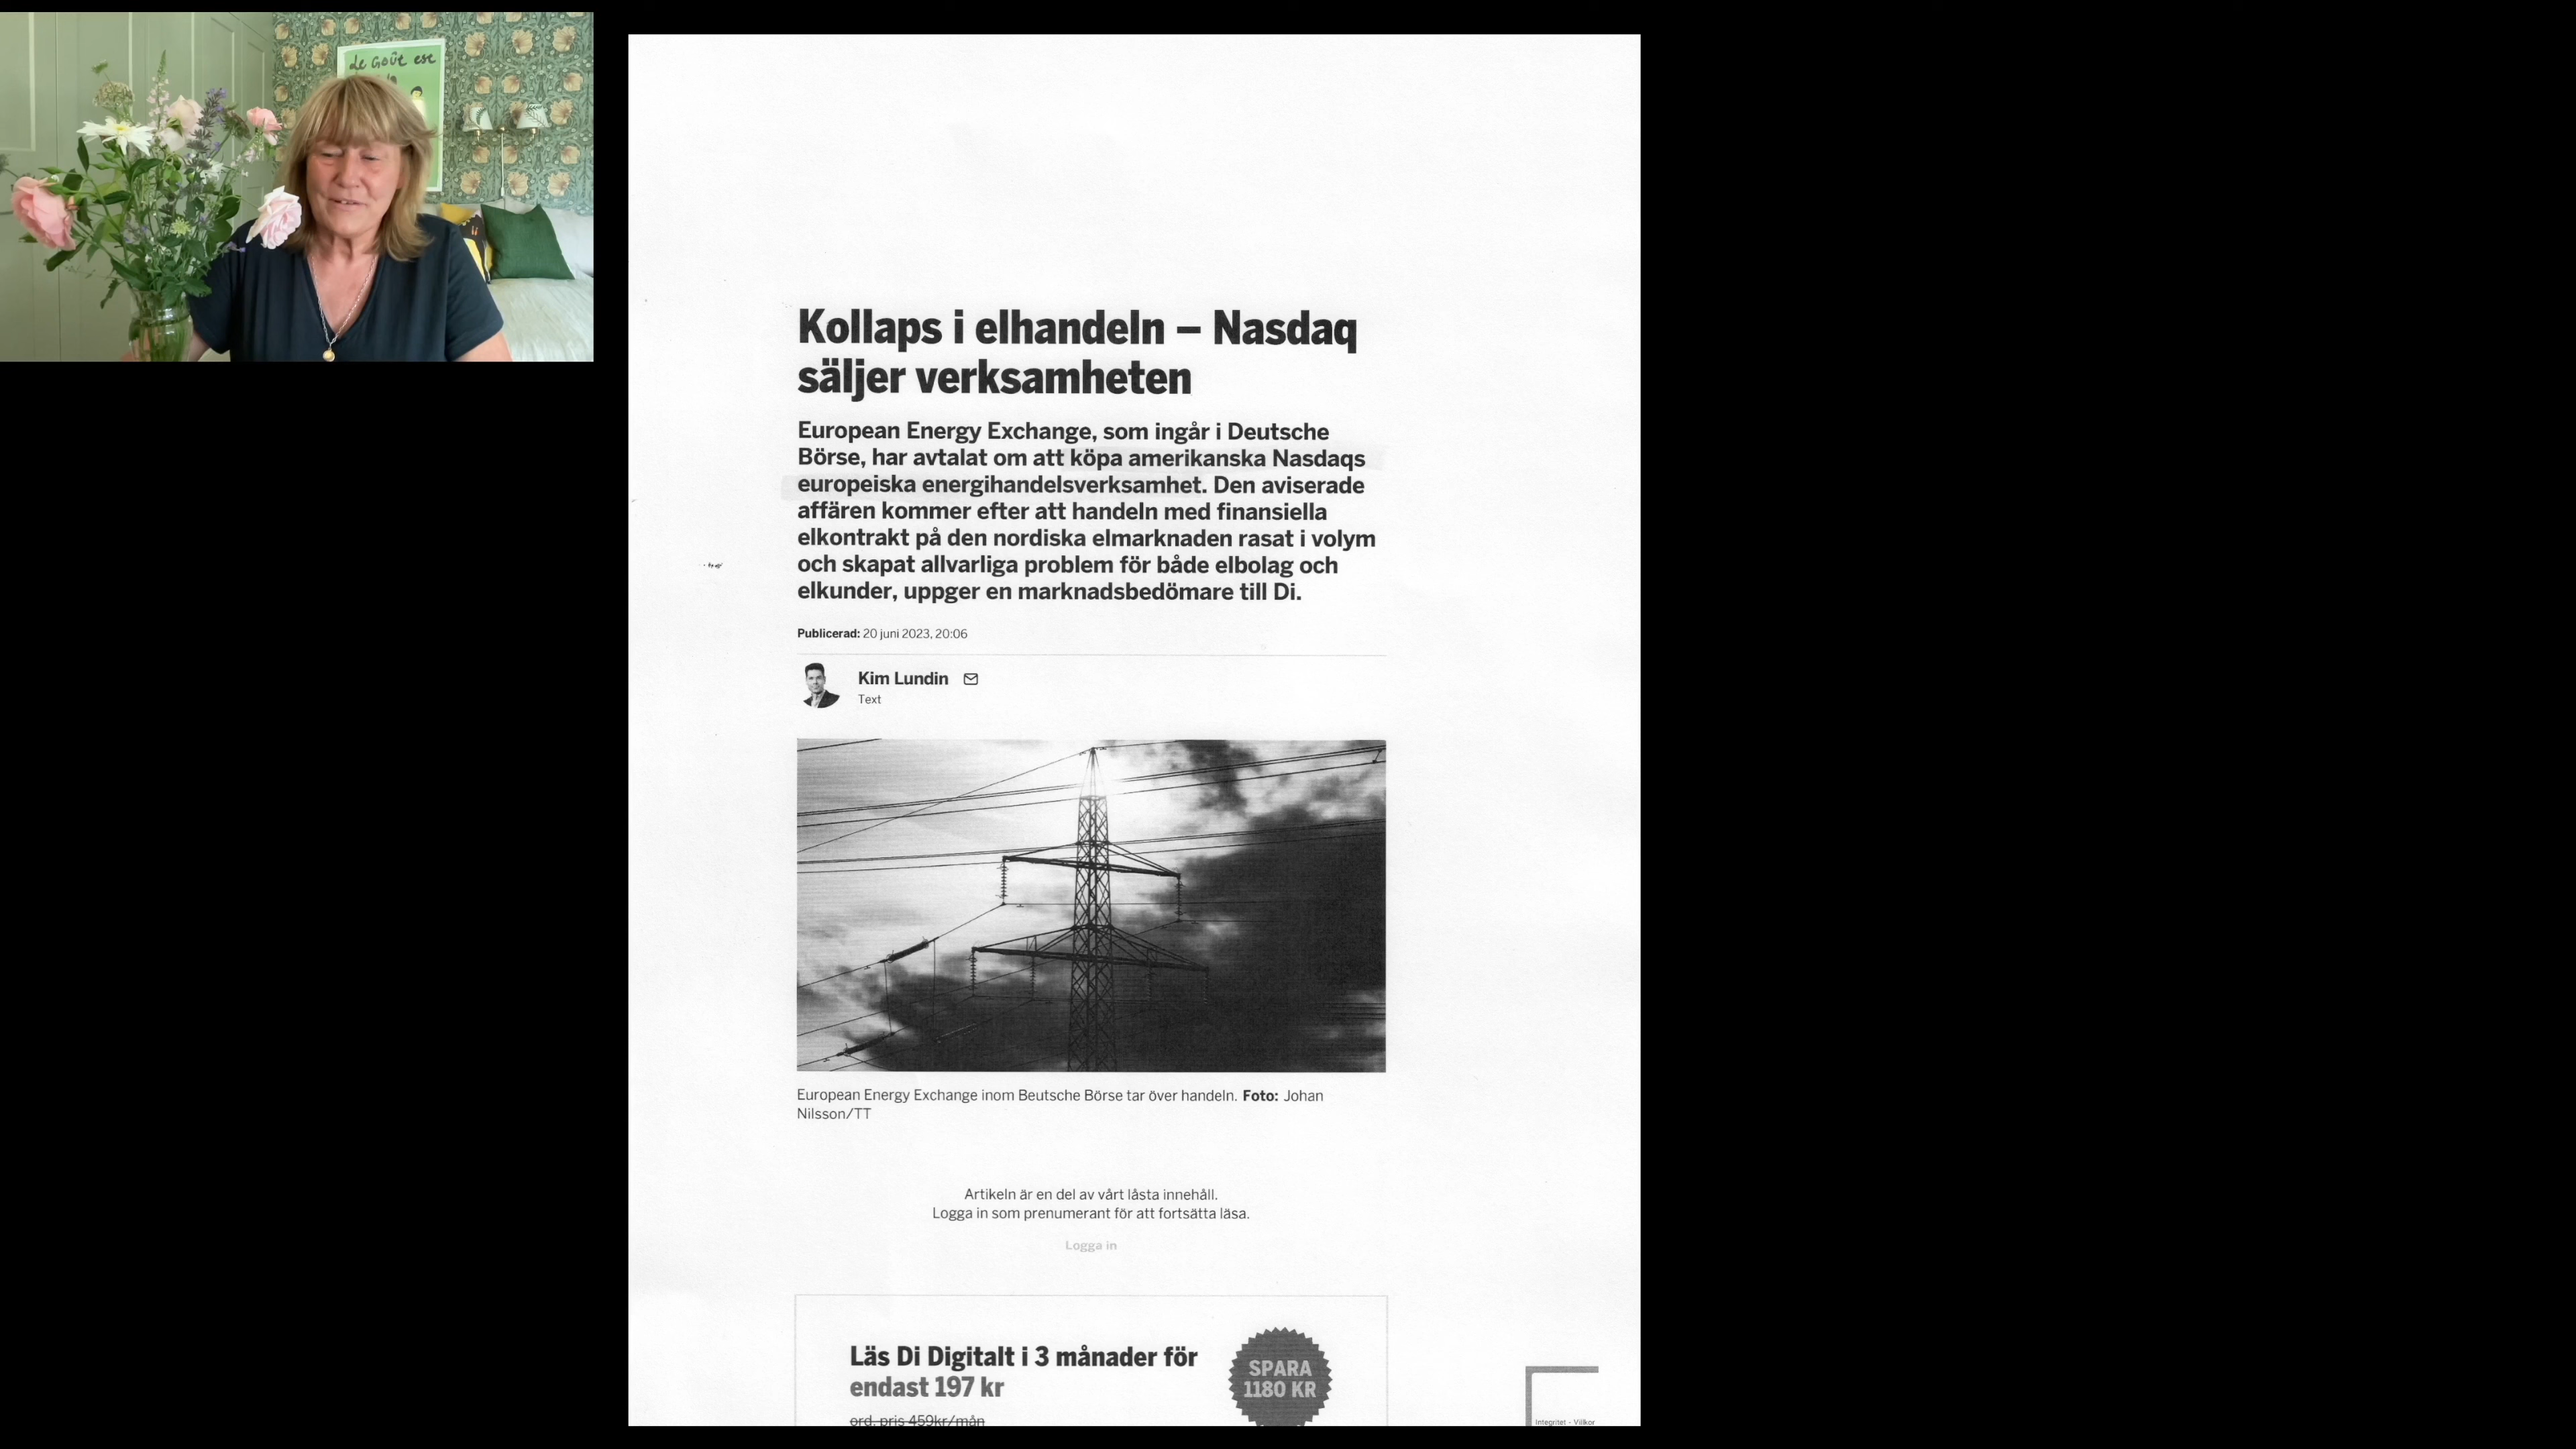 de Goût est
Kollaps i elhandeln – Nasdaq
säljer verksamheten
European Energy Exchange, som ingår i Deutsche
Börse, har avtalat om att köpa amerikanska Nasdaqs
europeiska energihandelsverksamhet. Den aviserade
affären kommer efter att handeln med finansiella
elkontrakt på den nordiska elmarknaden rasat i volym
och skapat allvarliga problem för både elbolag och
elkunder, uppger en marknadsbedömare till Di.
Publicerad: 20 juni 2023, 20:06
Kim Lundin
Text
European Energy Exchange inom Beutsche Börse tar över handeln. Foto: Johan
Nilsson/TT
Artikeln är en del av vårt låsta innehåll.
Logga in som prenumerant för att fortsätta läsa.
Logga in
Läs Di Digitalt i 3 månader för
endast 197 kr
ord. pris 459kr/mån
SPARA
1180 KR
Integritet - Villkor